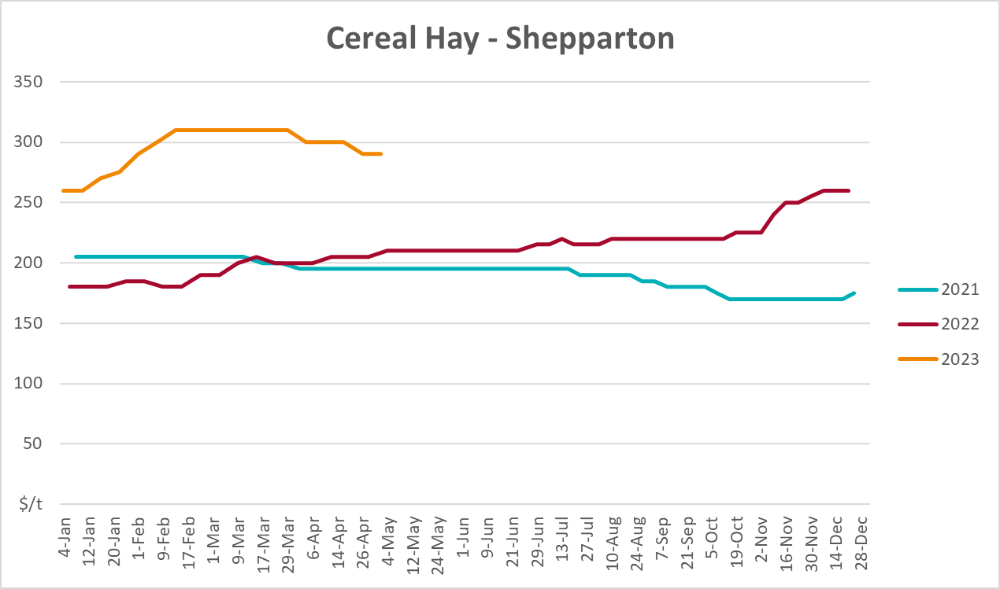 Cereal Hay - Shepparton
350
300
250
200
150
100
50
$/t
4-Jan
12-Jan
20-Jan
1-Feb
9-Feb
17-Feb
1-Mar
9-Mar
17-Mar
29-Mar
6-Apr
14-Apr
26-Apr
4-May
12-May
24-May
1-Jun
9-Jun
21-Jun
29-Jun
13-Jul
27-Jul
10-Aug
24-Aug
7-Sep
21-Sep
5-Oct
19-Oct
2-Nov
16-Nov
30-Nov
14-Dec
28-Dec
2021
2022
2023